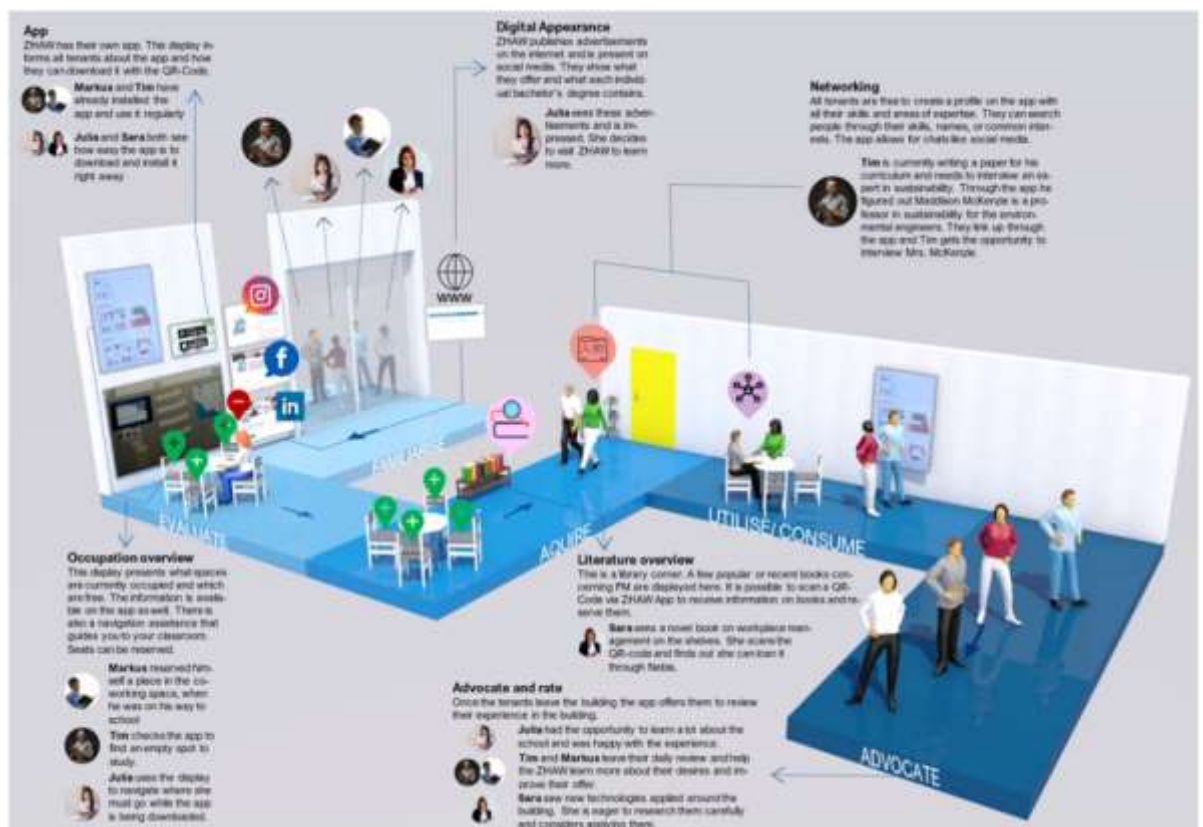 App
ZHAW has their own app. This display in-
forms all tenants about the app and how
they can download it with the QR-Code.
Markus and Tim have
already installed the
app and use it regularly
Julia and Sara both see
how easy the app is to
download and install it
right away
Digital Appearance
ZHAW publishes advertisements
on the internet and is present on
social media. They show what
they offer and what each individ-
ual bachelor's degree contains.
Julia sees these adver-
tisements and is im-
pressed. She decides
to visit ZHAW to learn
more.
Networking
All tenants are free to create a profile on the app with
all their skills and areas of expertise. They can search
people through their skills, names, or common inter-
ests. The app allows for chats like social media.
Tim is currently writing a paper for his
curriculum and needs to interview an ex-
pert in sustainability. Through the app he
figured out Maddison McKenzie is a pro-
fessor in sustainability for the environ-
mental engineers. They link up through
the app and Tim gets the opportunity to
interview Mrs. McKenzie.
WWW
in
EVALUATE
AQUIRE
UTILISE/ CONSUME
ADVOCATE
Occupation overview
This display presents what spaces
are currently occupied and which
are free. The information is availa-
ble on the app as well. There is
also a navigation assistance that
guides you to your classroom.
Seats can be reserved.
Markus reserved him-
self a place in the co-
working space, when
he was on his way to
school
Tim checks the app to
find an empty spot to
study.
Julia uses the display
to navigate where she
must go while the app
is being downloaded.
Literature overview
This is a library corner. A few popular or recent books con-
cerning FM are displayed here. It is possible to scan a QR-
Code via ZHAW App to receive information on books and re-
serve them.
Sara sees a novel book on workplace man-
agement on the shelves. She scans the
QR-code and finds out she can loan it
through Nebis.
Advocate and rate
Once the tenants leave the building the app offers them to review
their experience in the building.
Julia had the opportunity to learn a lot about the
school and was happy with the experience.
Tim and Markus leave their daily review and help
the ZHAW learn more about their desires and im-
prove their offer.
Sara saw new technologies applied around the
building. She is eager to research them carefully
and considers applying them.